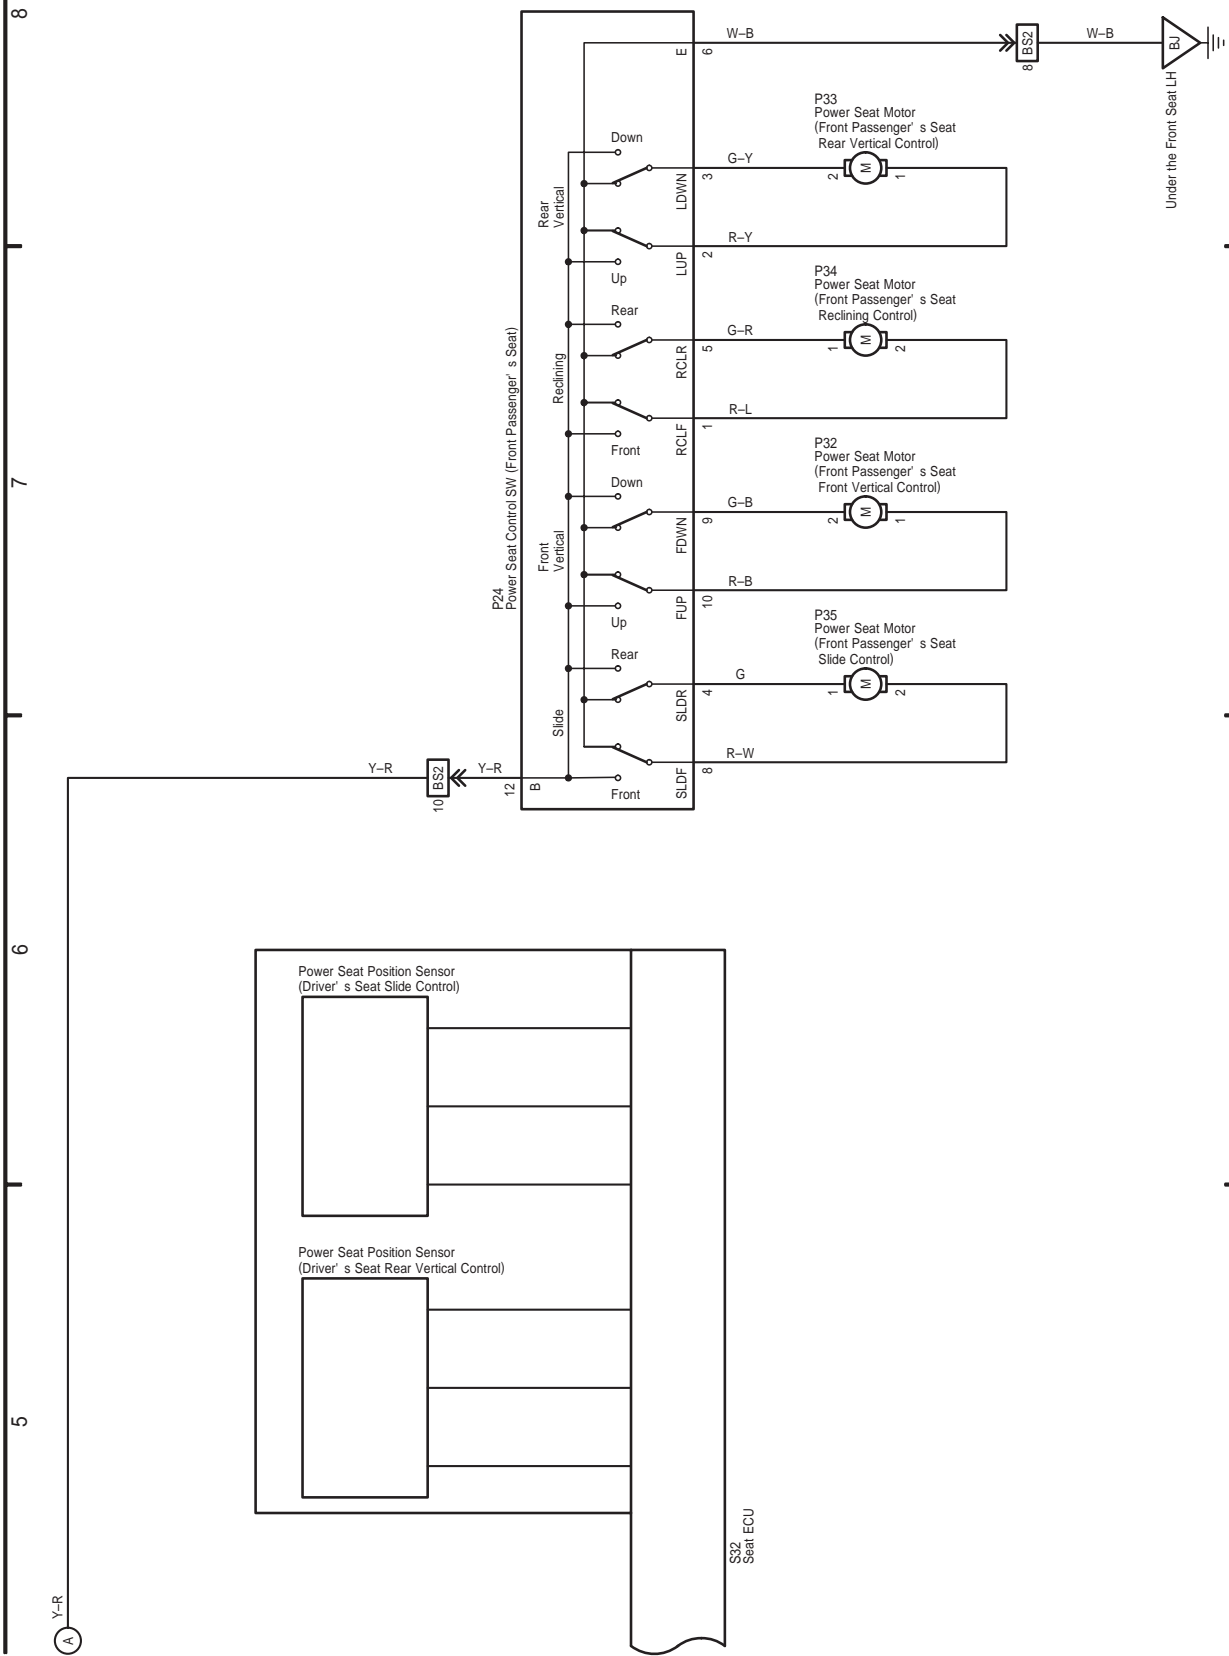 8
W–B
E
6
BS2
8
W–B
BJ
Under the Front Seat LH
P33
Power Seat Motor
(Front Passenger' s Seat
Rear Vertical Control)
Down
G–Y
LDWN
3
2
M
1
Rear
Vertical
R–Y
LUP
2
Up
P34
Power Seat Motor
(Front Passenger' s Seat
Reclining Control)
Rear
G–R
RCLR
5
1
M
2
Reclining
R–L
RCLF
1
Front
P24
Power Seat Control SW (Front Passenger' s Seat)
P32
Power Seat Motor
(Front Passenger' s Seat
Front Vertical Control)
7
Down
G–B
FDWN
9
2
M
1
Front
Vertical
R–B
FUP
10
Up
P35
Power Seat Motor
(Front Passenger' s Seat
Slide Control)
Rear
G
SLDR
4
1
M
2
Slide
R–W
SLDF
8
Front
Y–R
BS2
10
Y–R
12
B
6
Power Seat Position Sensor
(Driver' s Seat Slide Control)
Power Seat Position Sensor
(Driver' s Seat Rear Vertical Control)
5
S32
Seat ECU
Y–R
A